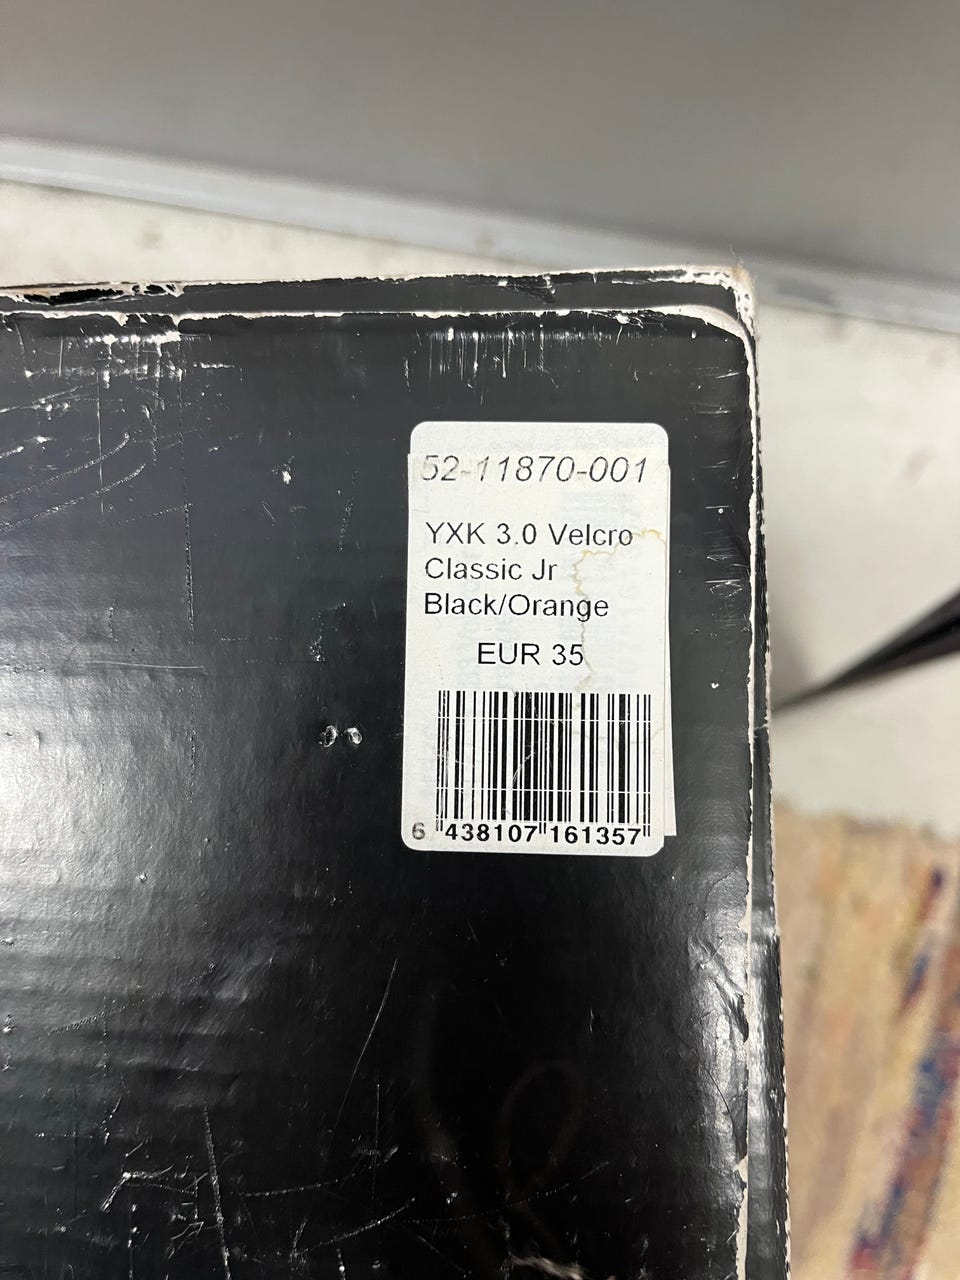 52-11870-001
YXK 3.0 Velcro
Classic Jr
Black/Orange
EUR 35
6 438107 161357